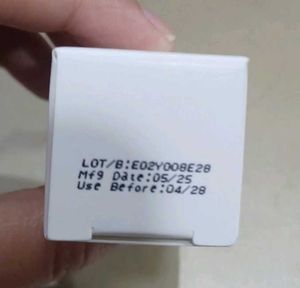 LOT/B:E02Y008E28
Mfg Date:05/25
Use Before:04/28